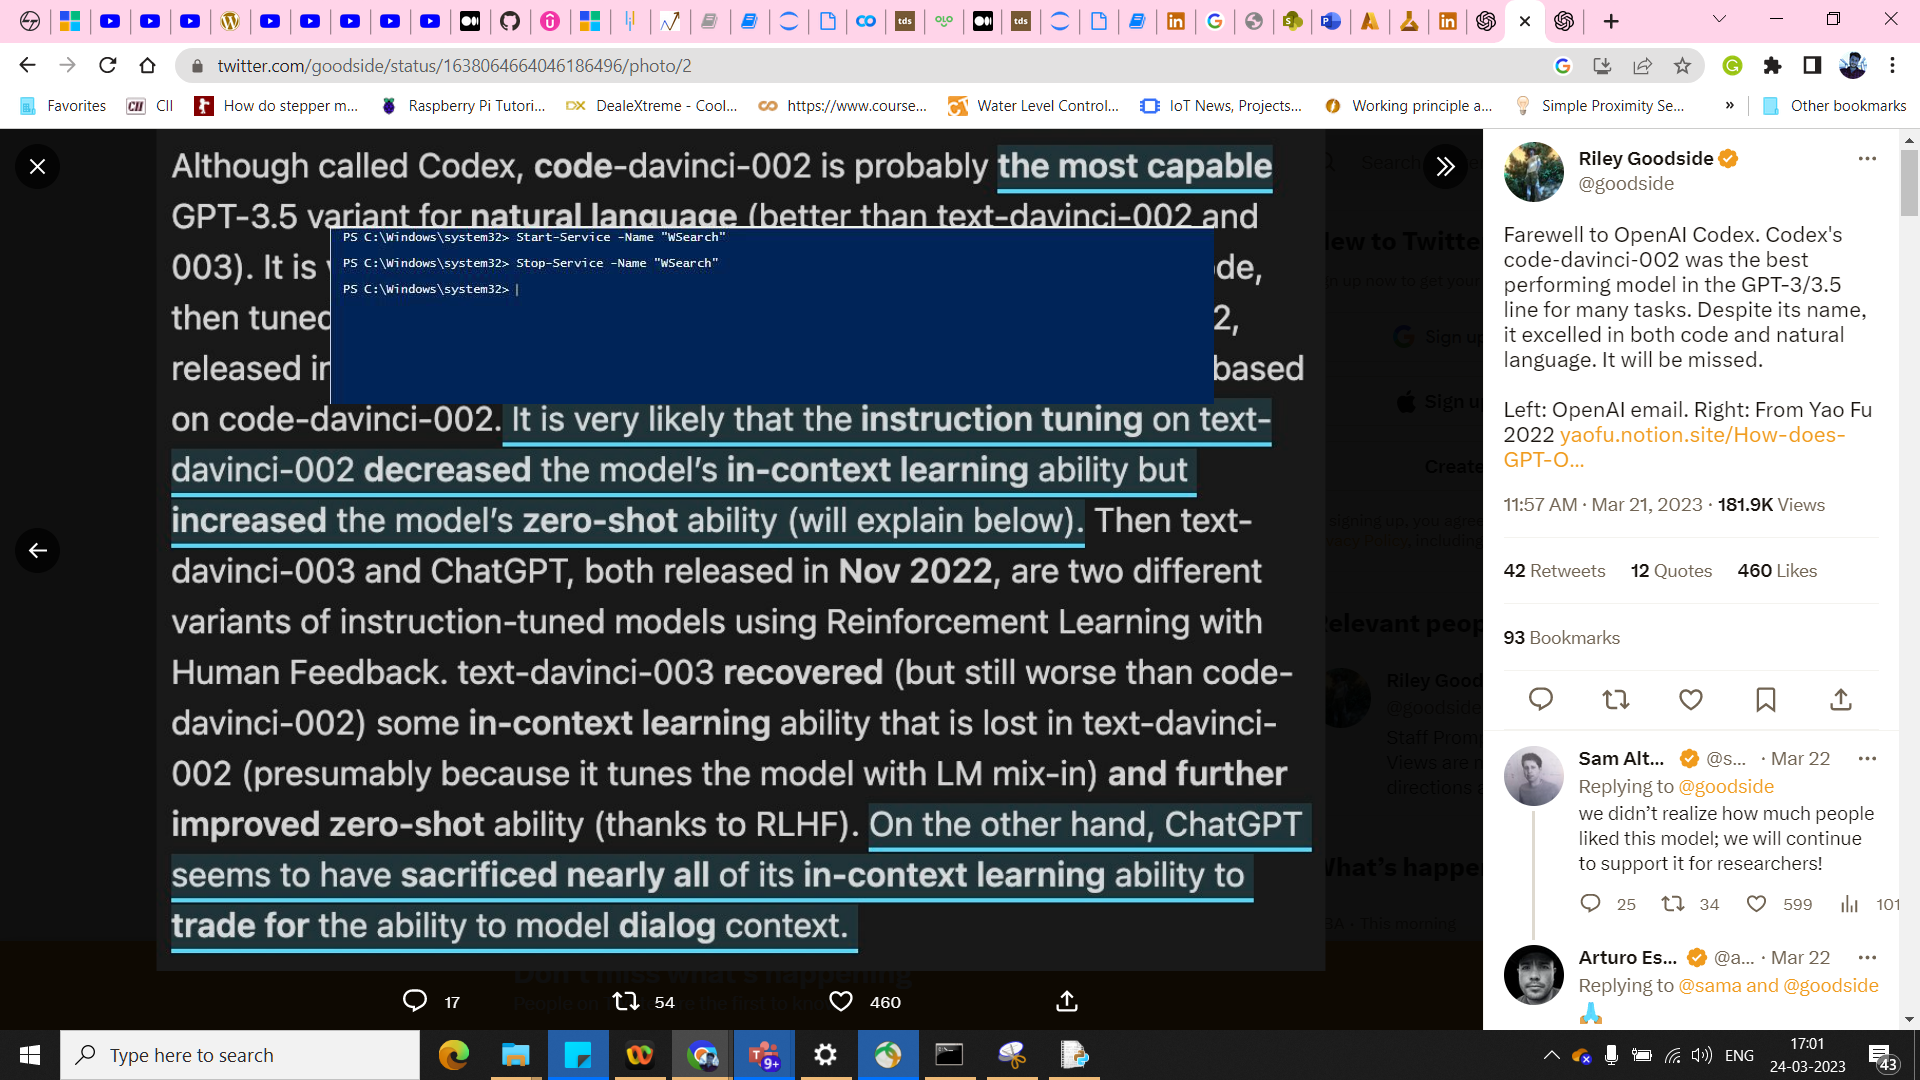 twitter.com/goodside/status/1638064664046186496/photo/2
Favorites
CII
How do stepper m...
Raspberry Pi Tutori...
DealeXtreme - Cool...
https://www.course...
Water Level Control...
IoT News, Projects...
Working principle a...
Simple Proximity Se...
»
Other bookmarks
Although called Codex, code-davinci-002 is probably the most capable
GPT-3.5 variant for natural language (better than text-davinci-002 and
003). It is
de,
then tuned
2,
released in
based
on code-davinci-002. It is very likely that the instruction tuning on text-
davinci-002 decreased the model's in-context learning ability but
increased the model's zero-shot ability (will explain below). Then text-
davinci-003 and ChatGPT, both released in Nov 2022, are two different
variants of instruction-tuned models using Reinforcement Learning with
Human Feedback. text-davinci-003 recovered (but still worse than code-
davinci-002) some in-context learning ability that is lost in text-davinci-
002 (presumably because it tunes the model with LM mix-in) and further
improved zero-shot ability (thanks to RLHF). On the other hand, ChatGPT
seems to have sacrificed nearly all of its in-context learning ability to
trade for the ability to model dialog context.
PS C:\Windows\system32> Start-Service -Name "WSearch"
PS C:\Windows\system32> Stop-Service -Name "WSearch"
PS C:\Windows\system32>
17
54
460
Riley Goodside
@goodside
Farewell to OpenAI Codex. Codex's
code-davinci-002 was the best
performing model in the GPT-3/3.5
line for many tasks. Despite its name,
it excelled in both code and natural
language. It will be missed.
Left: OpenAI email. Right: From Yao Fu
2022 yaofu.notion.site/How-does-
GPT-O...
11:57 AM · Mar 21, 2023 · 181.9K Views
42 Retweets 12 Quotes 460 Likes
93 Bookmarks
Sam Alt... @s... · Mar 22
Replying to @goodside
we didn't realize how much people
liked this model; we will continue
to support it for researchers!
25
34
599
101
Arturo Es... @a... · Mar 22
Replying to @sama and @goodside
Type here to search
9+
ENG
17:01
24-03-2023
43